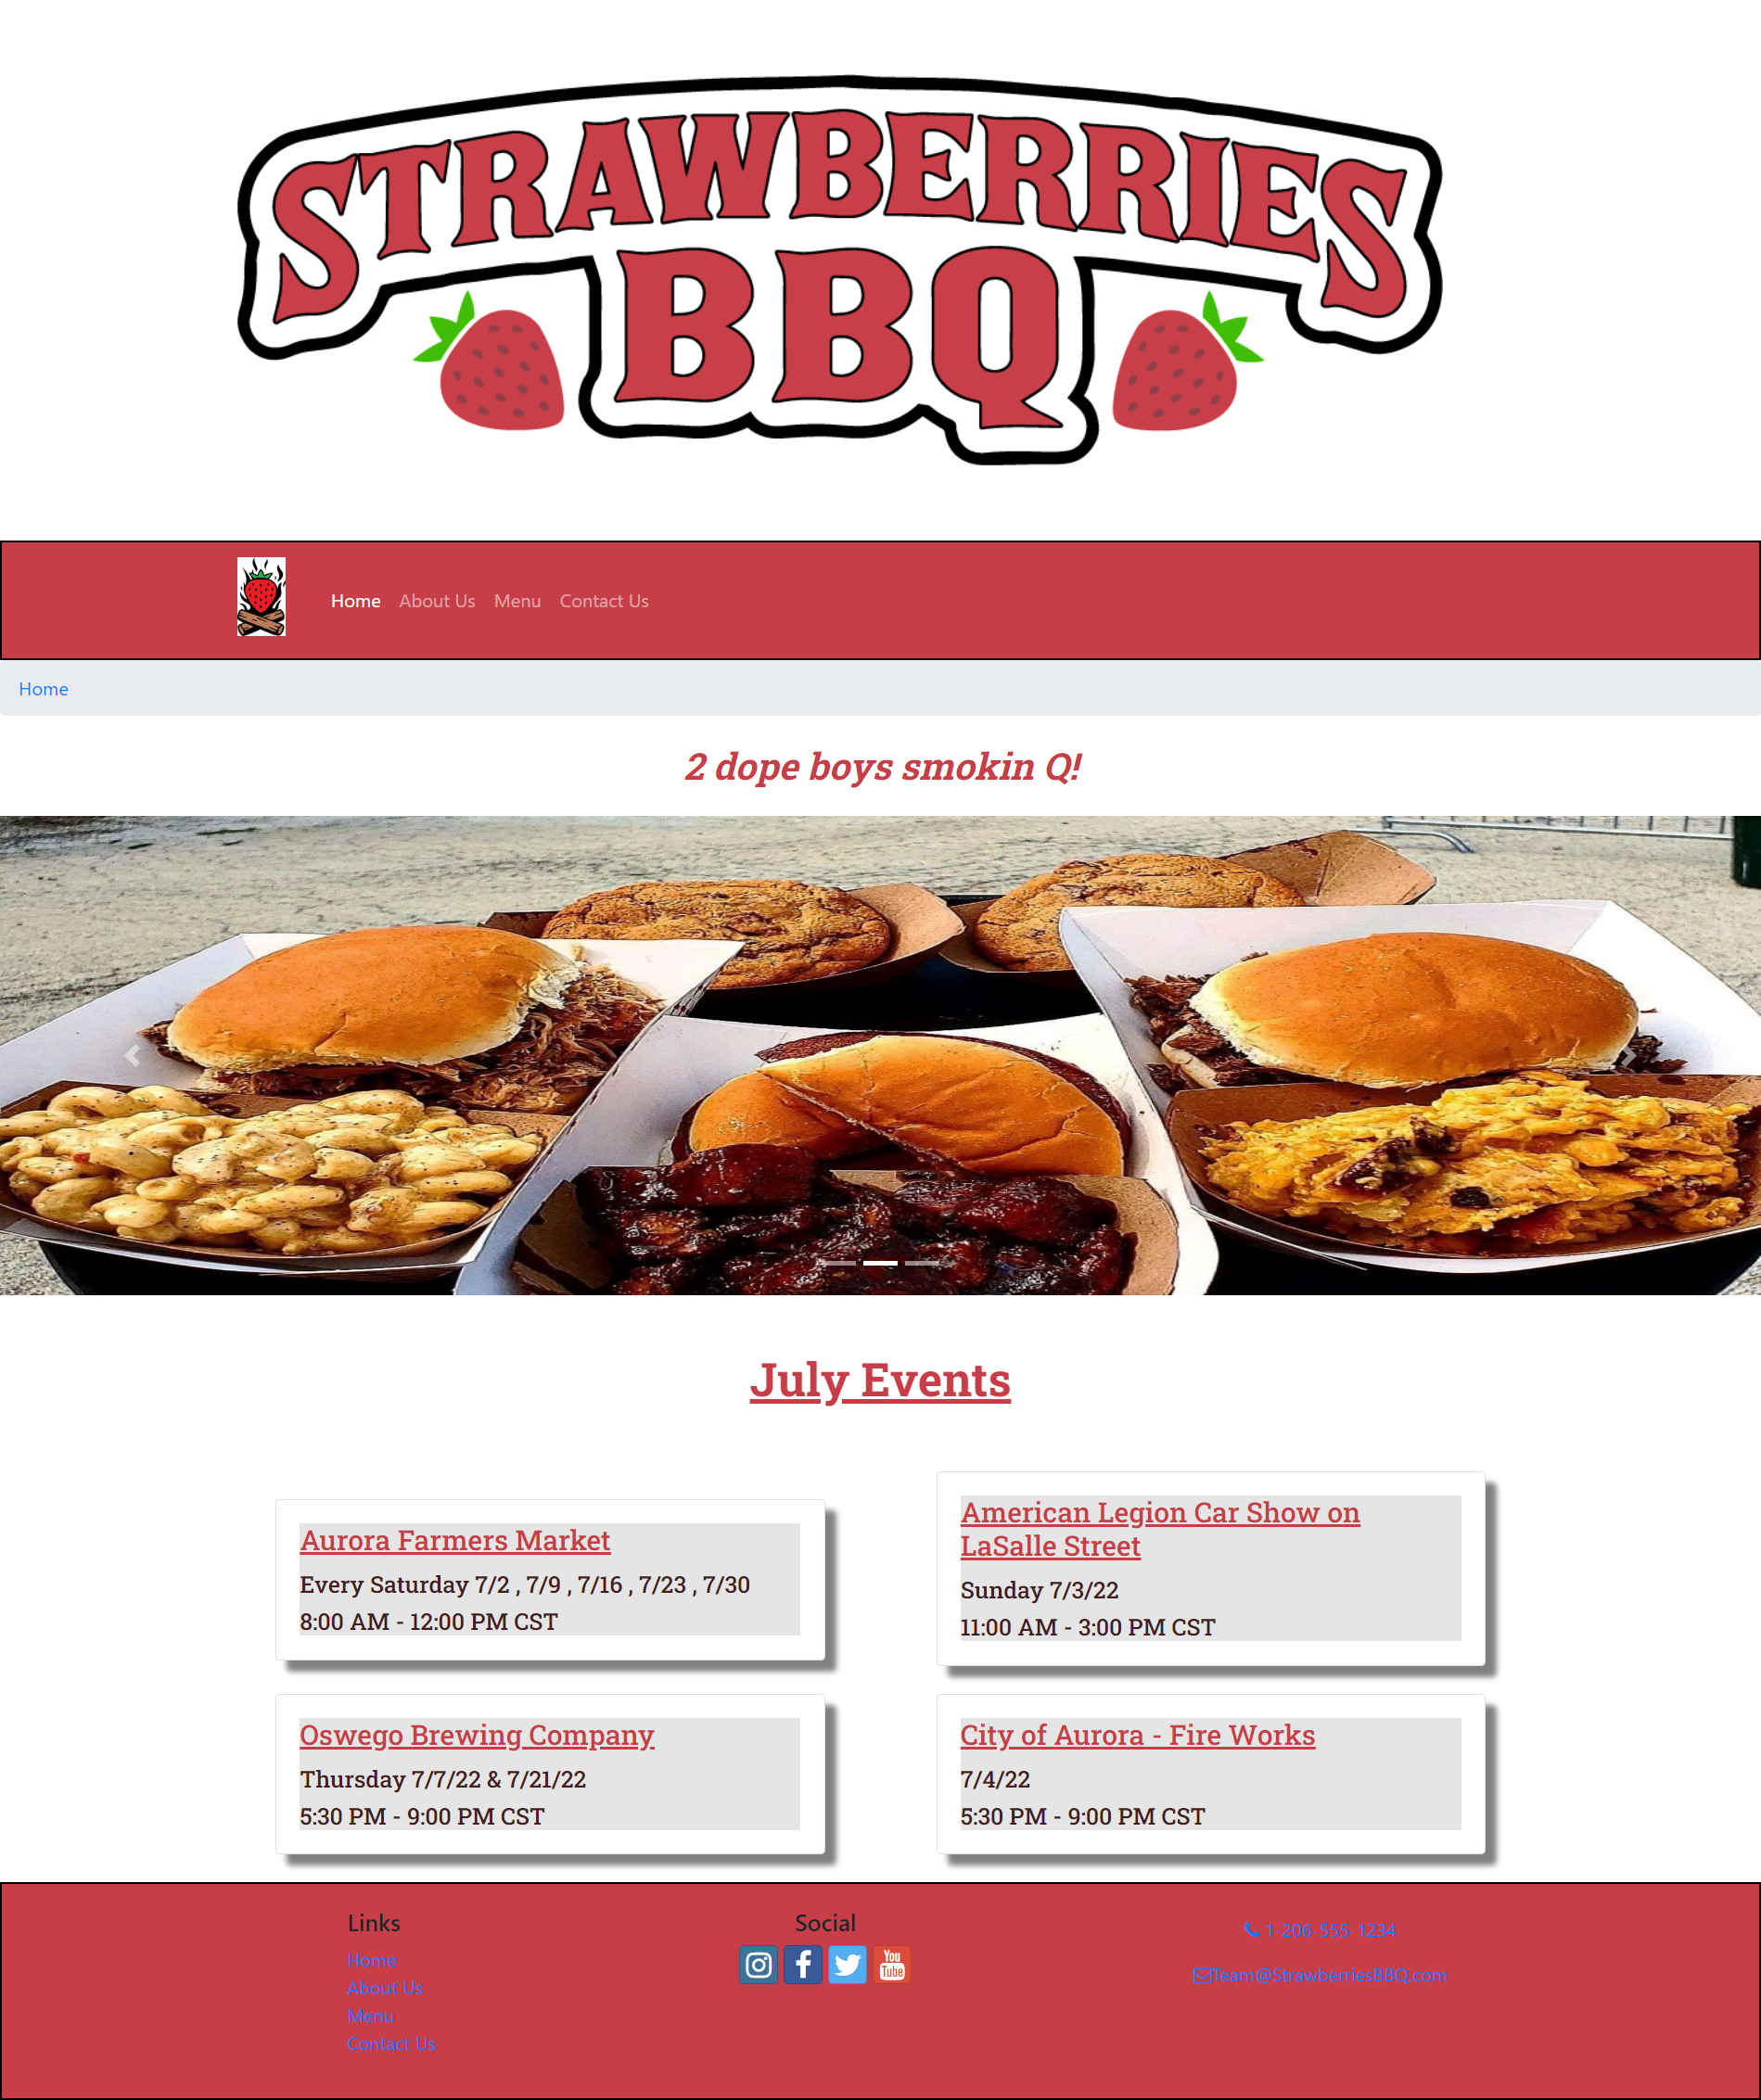 STRAWBERRIES
BBQ
Home About Us Menu Contact Us
Home
2 dope boys smokin Q!
July Events
Aurora Farmers Market
Every Saturday 7/2 , 7/9 , 7/16 , 7/23 , 7/30
8:00 AM - 12:00 PM CST
American Legion Car Show on
LaSalle Street
Sunday 7/3/22
11:00 AM - 3:00 PM CST
Oswego Brewing Company
Thursday 7/7/22 & 7/21/22
5:30 PM - 9:00 PM CST
City of Aurora - Fire Works
7/4/22
5:30 PM - 9:00 PM CST
Links
Home
About Us
Menu
Contact Us
Social
You
Tube
1-206-555-1234
Team@StrawberriesBBQ.com